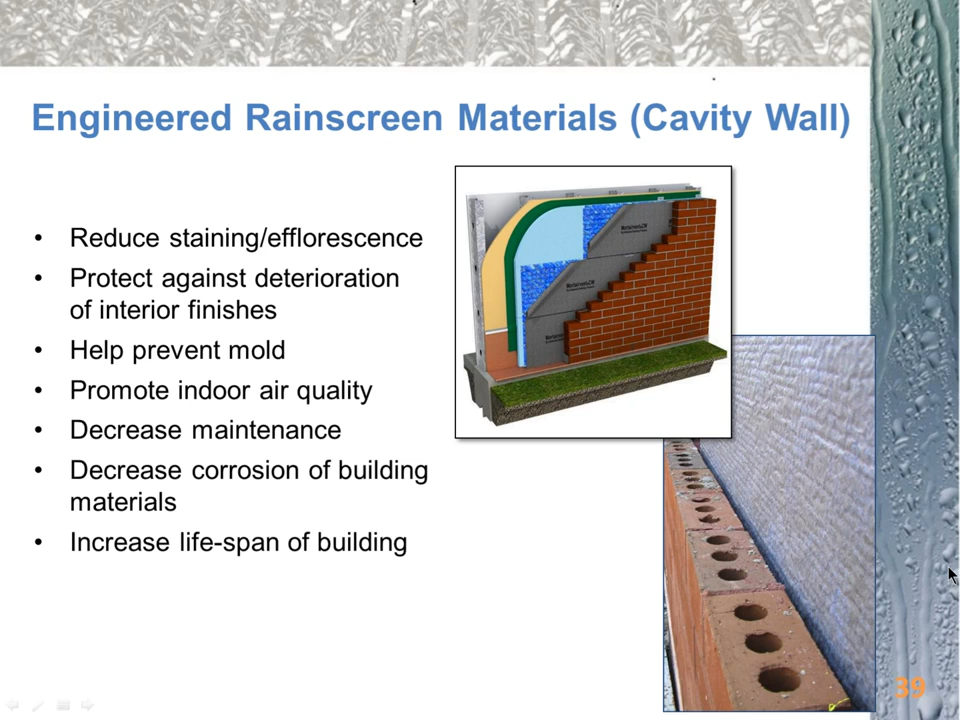 Engineered Rainscreen Materials (Cavity Wall)
• Reduce staining/efflorescence
• Protect against deterioration
of interior finishes
• Help prevent mold
• Promote indoor air quality
• Decrease maintenance
• Decrease corrosion of building
materials
• Increase life-span of building
39